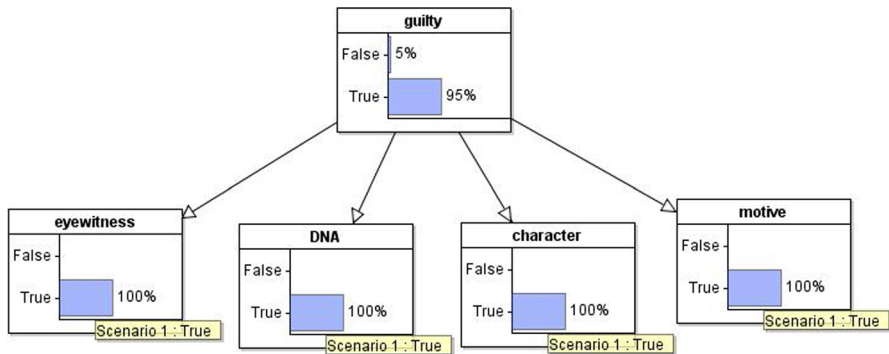 guilty
False 5%
True 95%
eyewitness
False
True 100%
Scenario 1 : True
DNA
False
True 100%
Scenario 1 : True
character
False
True 100%
Scenario 1 : True
motive
False
True 100%
Scenario 1 : True